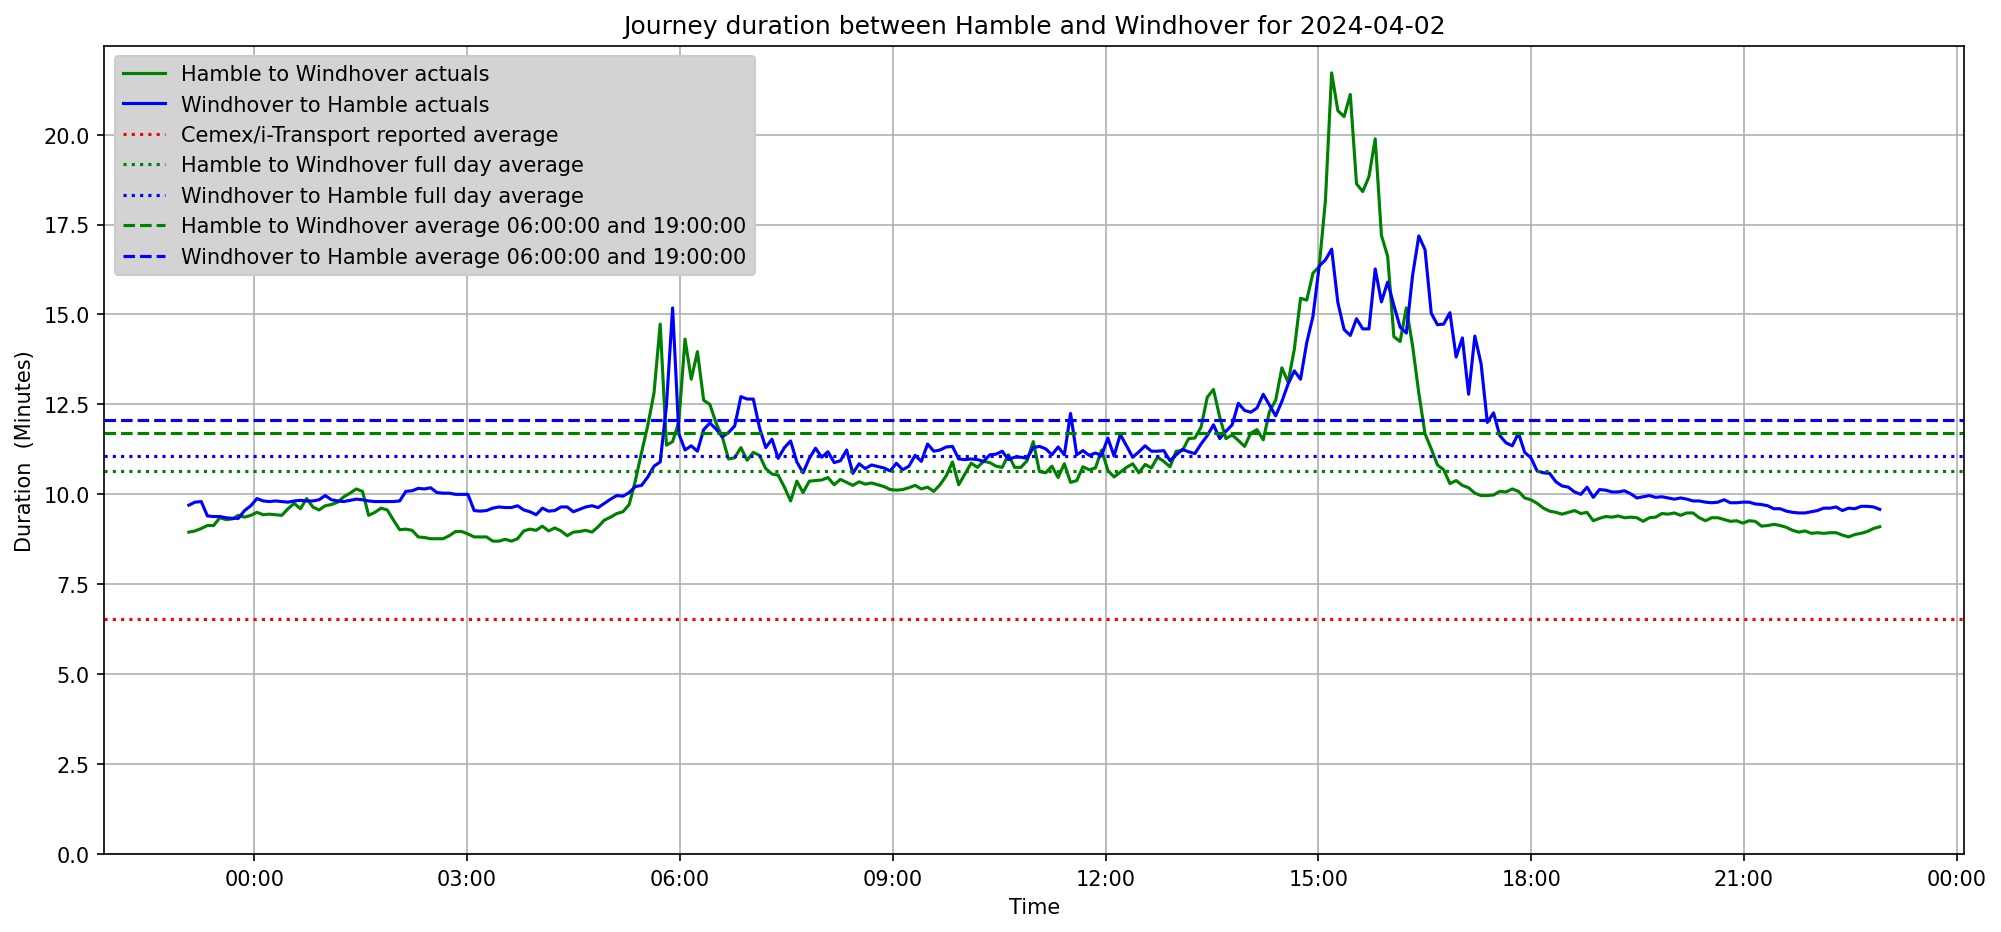 Journey duration between Hamble and Windhover for 2024-04-02
Hamble to Windhover actuals
Windhover to Hamble actuals
Cemex/i-Transport reported average
Hamble to Windhover full day average
Windhover to Hamble full day average
Hamble to Windhover average 06:00:00 and 19:00:00
Windhover to Hamble average 06:00:00 and 19:00:00
Duration  (Minutes)
20.0
17.5
15.0
12.5
10.0
7.5
5.0
2.5
0.0
00:00 03:00 06:00 09:00 12:00 15:00 18:00 21:00 00:00
Time